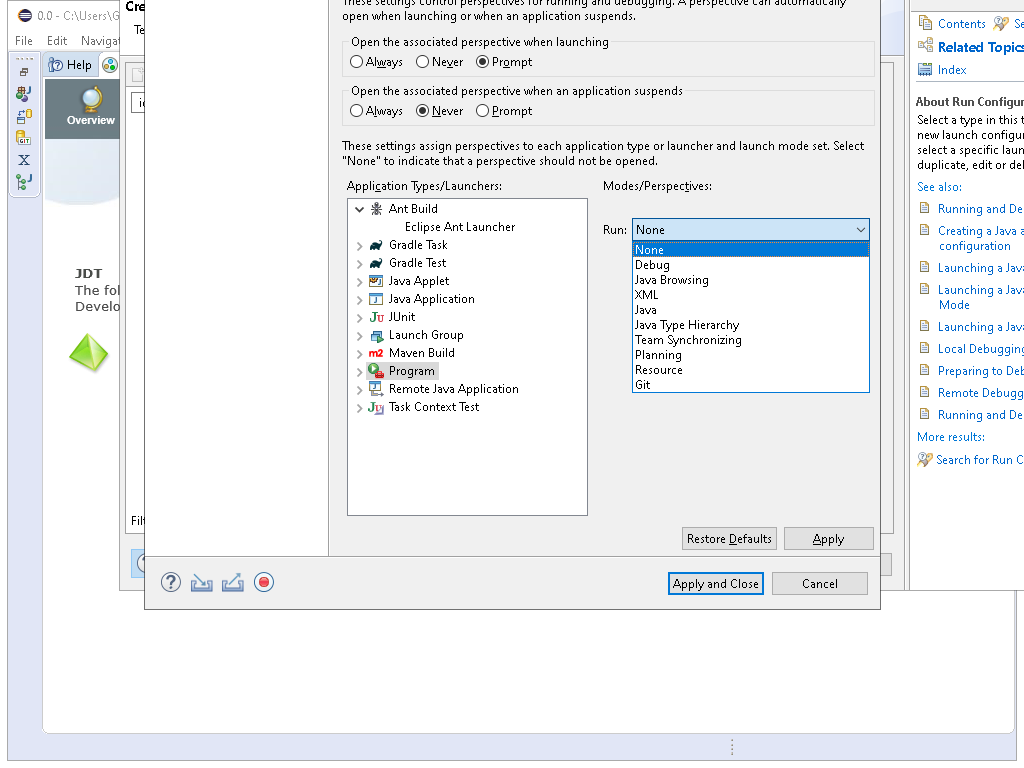 0.0 - C:\Users\G
File
Edit
Naviga
Help
Overview
JDT
The fol
Develo
Cre
Te
Filt
These settings control perspectives for running and debugging. A perspective can automatically
open when launching or when an application suspends.
Open the associated perspective when launching
Always
Never
Prompt
Open the associated perspective when an application suspends
Always
Never
Prompt
These settings assign perspectives to each application type or launcher and launch mode set. Select
"None" to indicate that a perspective should not be opened.
Application Types/Launchers:
Modes/Perspectives:
Ant Build
Eclipse Ant Launcher
Gradle Task
Gradle Test
Java Applet
Java Application
JUnit
Launch Group
Maven Build
Program
Remote Java Application
Task Context Test
Run:
None
None
Debug
Java Browsing
XML
Java
Java Type Hierarchy
Team Synchronizing
Planning
Resource
Git
Restore Defaults
Apply
Apply and Close
Cancel
Contents
Se
Related Topics
Index
About Run Configur
Select a type in this t
new launch configur
select a specific laun
duplicate, edit or del
See also:
Running and De
Creating a Java a
configuration
Launching a Java
Launching a Java
Mode
Launching a Java
Local Debugging
Preparing to Deb
Remote Debugg
Running and De
More results:
Search for Run C